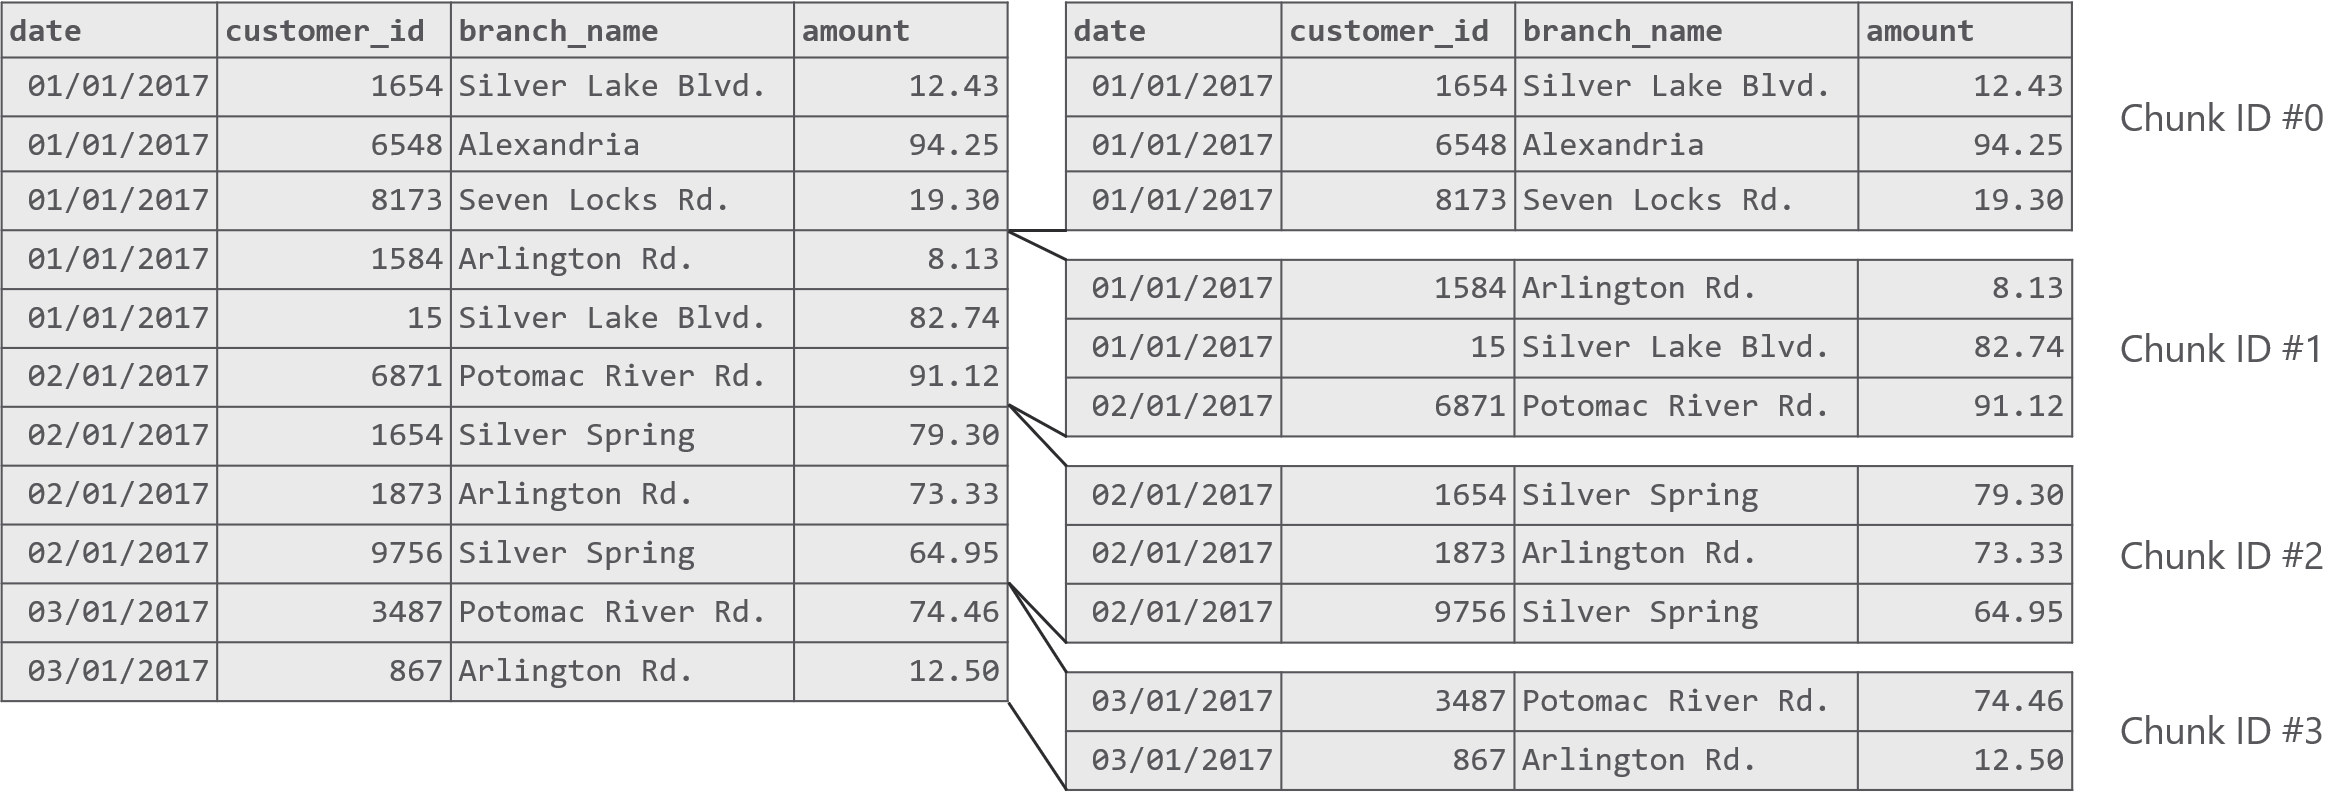 date customer_id branch_name amount
01/01/2017 1654 Silver Lake Blvd. 12.43
01/01/2017 6548 Alexandria 94.25
01/01/2017 8173 Seven Locks Rd. 19.30
01/01/2017 1584 Arlington Rd. 8.13
01/01/2017 15 Silver Lake Blvd. 82.74
02/01/2017 6871 Potomac River Rd. 91.12
02/01/2017 1654 Silver Spring 79.30
02/01/2017 1873 Arlington Rd. 73.33
02/01/2017 9756 Silver Spring 64.95
03/01/2017 3487 Potomac River Rd. 74.46
03/01/2017 867 Arlington Rd. 12.50
date customer_id branch_name amount
01/01/2017 1654 Silver Lake Blvd. 12.43
01/01/2017 6548 Alexandria 94.25
01/01/2017 8173 Seven Locks Rd. 19.30
Chunk ID #0
01/01/2017 1584 Arlington Rd. 8.13
01/01/2017 15 Silver Lake Blvd. 82.74
02/01/2017 6871 Potomac River Rd. 91.12
Chunk ID #1
02/01/2017 1654 Silver Spring 79.30
02/01/2017 1873 Arlington Rd. 73.33
02/01/2017 9756 Silver Spring 64.95
Chunk ID #2
03/01/2017 3487 Potomac River Rd. 74.46
03/01/2017 867 Arlington Rd. 12.50
Chunk ID #3